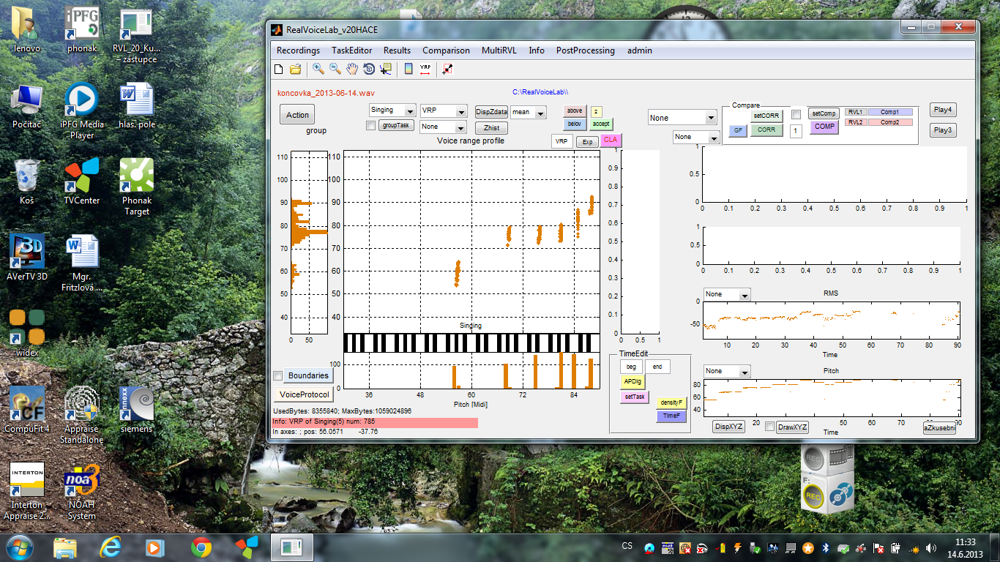 lenovo
iPFG
phonak
RVL_20_Ku...
– zástupce
Počítač
iPFG Media
Player
hlas. pole
Koš
TVCenter
Phonak
Target
AVerTV 3D
Mgr.
Fritzlová ...
widex
CF
CompuFit 4
Appraise
Standalone
siemens
INTERTON
Interton
Appraise 2...
noa3
NOAH
System
RealVoiceLab_v20HACE
Recordings TaskEditor Results Comparison MultiRVL Info PostProcessing admin
VRP
koncovka_2013-06-14.wav
C:\RealVoiceLab\\
Action
group
Singing VRP DispZdata mean
groupTask None Zhist
Voice range profile
above 2
belov accept
VRP Exp CLA
None
None
Compare
setCORR setComp RVL1 Comp1
GF CORR 1 COMP RVL2 Comp2
Play4
Play3
110
100
90
80
70
60
50
40
0 50
110
100
90
80
70
60
50
40
Singing
100
0
36 48 60 72 84
Pitch [Midi]
1
0.9
0.8
0.7
0.6
0.5
0.4
0.3
0.2
0.1
0
0 0.5 1
1
0.5
0
0 0.1 0.2 0.3 0.4 0.5 0.6 0.7 0.8 0.9 1
1
0.5
0
0 0.1 0.2 0.3 0.4 0.5 0.6 0.7 0.8 0.9 1
None RMS
0
-50
10 20 30 40 50 60 70 80 90
Time
None Pitch
80
60
40
20 50 60 70 80 90
Time
DispXYZ DrawXYZ aZkusebni
TimeEdit
beg end
APDlg
setTask
densityF
TimeF
Boundaries
VoiceProtocol
UsedBytes: 8355840; MaxBytes:1059024896
Info: VRP of Singing(5) num: 785
In axes: ; pos: 56.0571 -37.76
REC
F:
REC
CS
11:33
14.6.2013